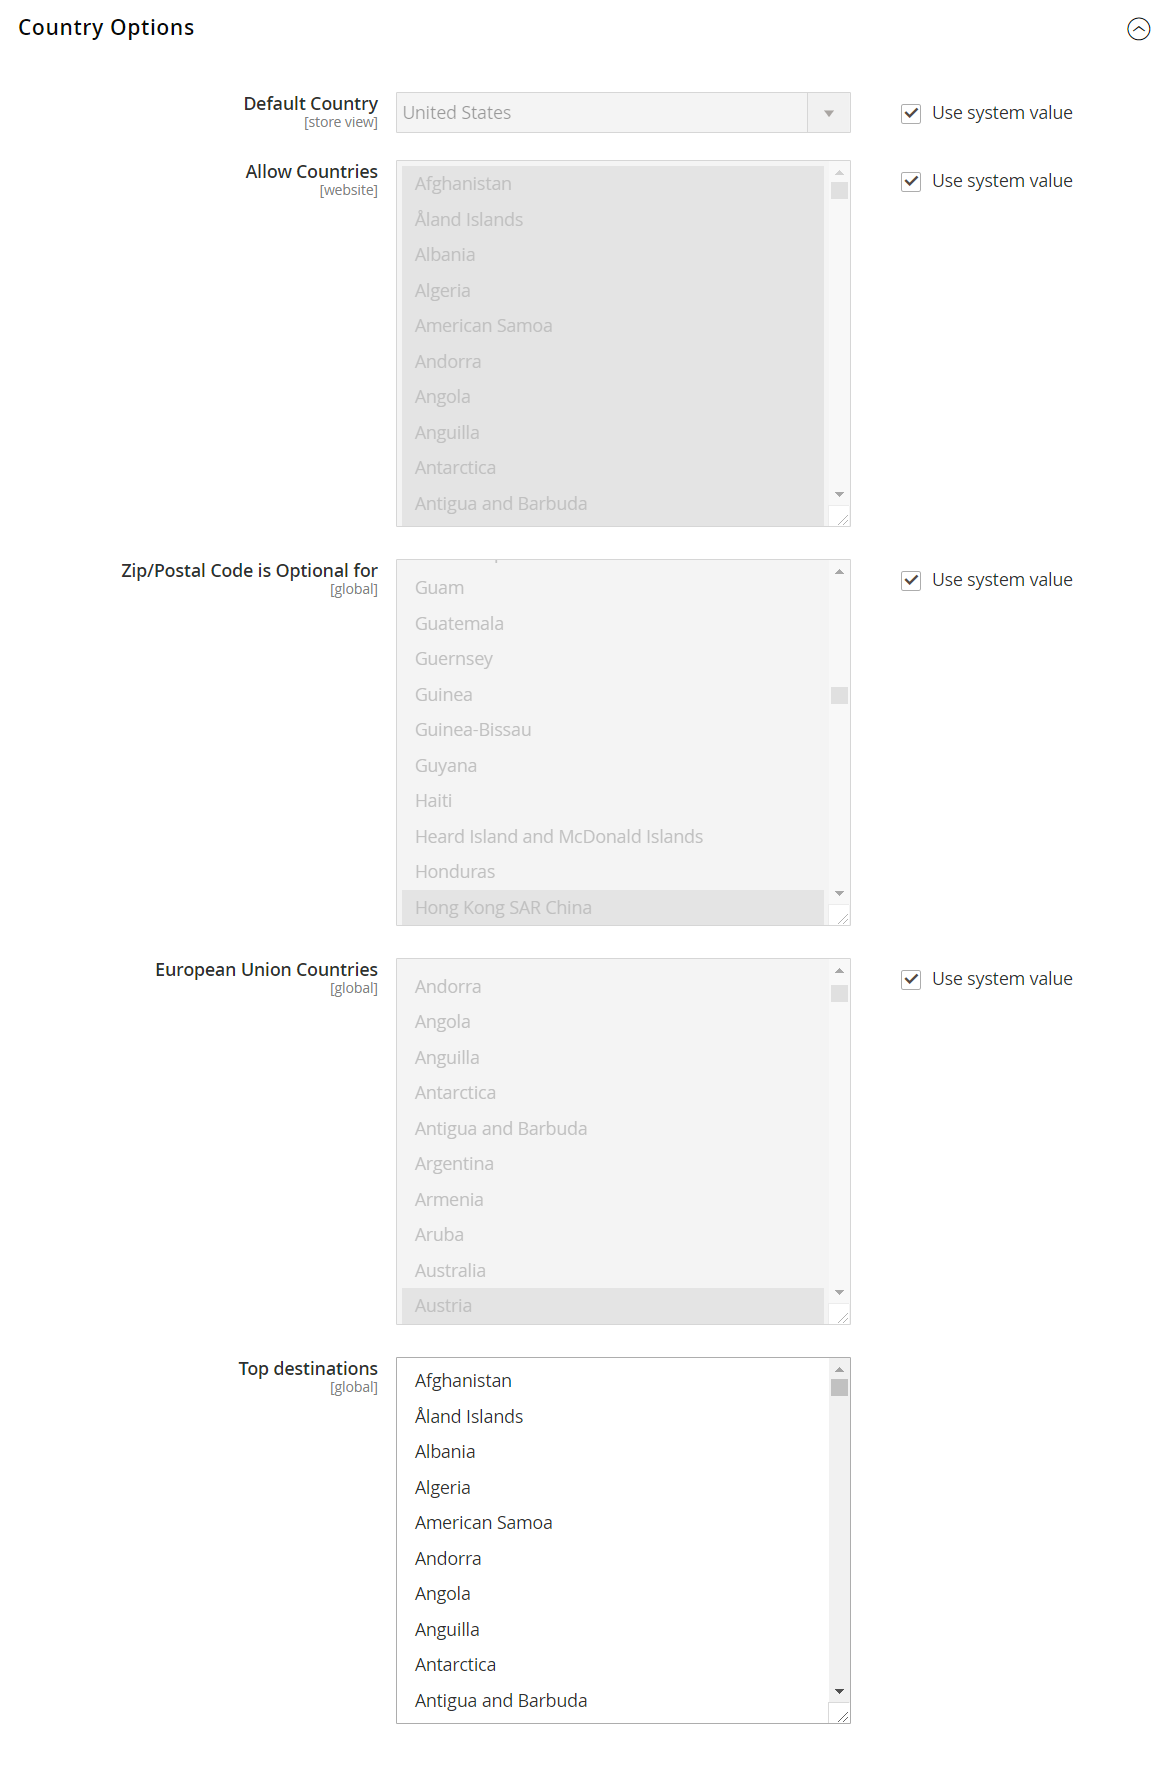 Country Options
Default Country
[store view]
United States
Use system value
Allow Countries
[website]
Afghanistan
Åland Islands
Albania
Algeria
American Samoa
Andorra
Angola
Anguilla
Antarctica
Antigua and Barbuda
Use system value
Zip/Postal Code is Optional for
[global]
Guam
Guatemala
Guernsey
Guinea
Guinea-Bissau
Guyana
Haiti
Heard Island and McDonald Islands
Honduras
Hong Kong SAR China
Use system value
European Union Countries
[global]
Andorra
Angola
Anguilla
Antarctica
Antigua and Barbuda
Argentina
Armenia
Aruba
Australia
Austria
Use system value
Top destinations
[global]
Afghanistan
Åland Islands
Albania
Algeria
American Samoa
Andorra
Angola
Anguilla
Antarctica
Antigua and Barbuda